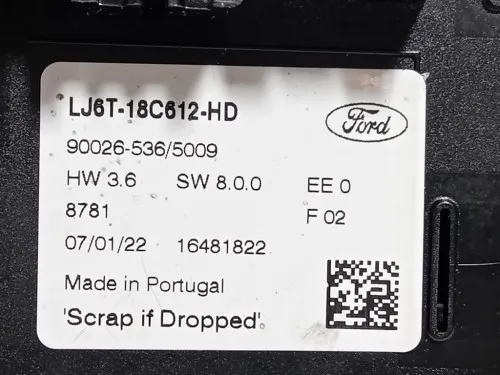 LJ6T-18C612-HD
Ford
90026-536/5009
HW 3.6 SW 8.0.0 EE 0
8781 F 02
07/01/22 16481822
Made in Portugal
'Scrap if Dropped'